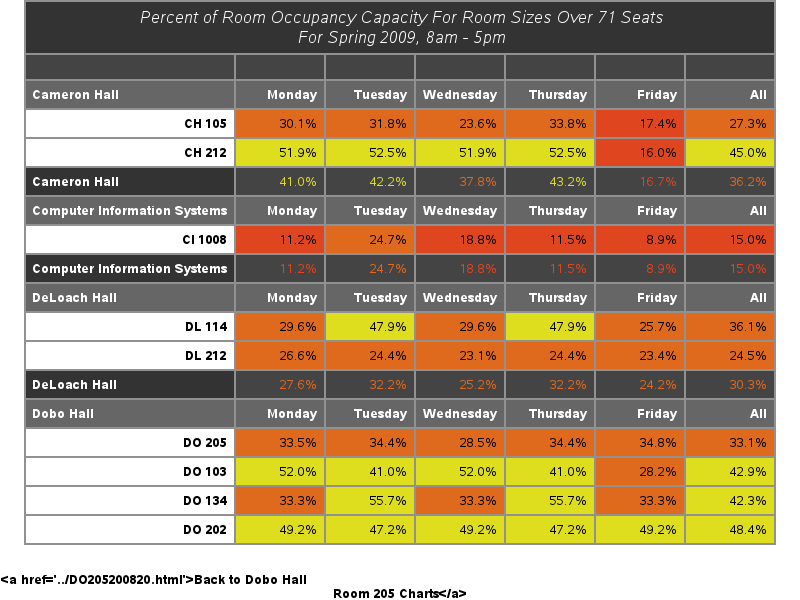 Percent of Room Occupancy Capacity For Room Sizes Over 71 Seats
For Spring 2009, 8am - 5pm
Cameron Hall Monday Tuesday Wednesday Thursday Friday All
CH 105 30.1% 31.8% 23.6% 33.8% 17.4% 27.3%
CH 212 51.9% 52.5% 51.9% 52.5% 16.0% 45.0%
Cameron Hall 41.0% 42.2% 37.8% 43.2% 16.7% 36.2%
Computer Information Systems Monday Tuesday Wednesday Thursday Friday All
CI 1008 11.2% 24.7% 18.8% 11.5% 8.9% 15.0%
Computer Information Systems 11.2% 24.7% 18.8% 11.5% 8.9% 15.0%
DeLoach Hall Monday Tuesday Wednesday Thursday Friday All
DL 114 29.6% 47.9% 29.6% 47.9% 25.7% 36.1%
DL 212 26.6% 24.4% 23.1% 24.4% 23.4% 24.5%
DeLoach Hall 27.6% 32.2% 25.2% 32.2% 24.2% 30.3%
Dobo Hall Monday Tuesday Wednesday Thursday Friday All
DO 205 33.5% 34.4% 28.5% 34.4% 34.8% 33.1%
DO 103 52.0% 41.0% 52.0% 41.0% 28.2% 42.9%
DO 134 33.3% 55.7% 33.3% 55.7% 33.3% 42.3%
DO 202 49.2% 47.2% 49.2% 47.2% 49.2% 48.4%
<a href='../DO205200820.html'>Back to Dobo Hall
Room 205 Charts</a>